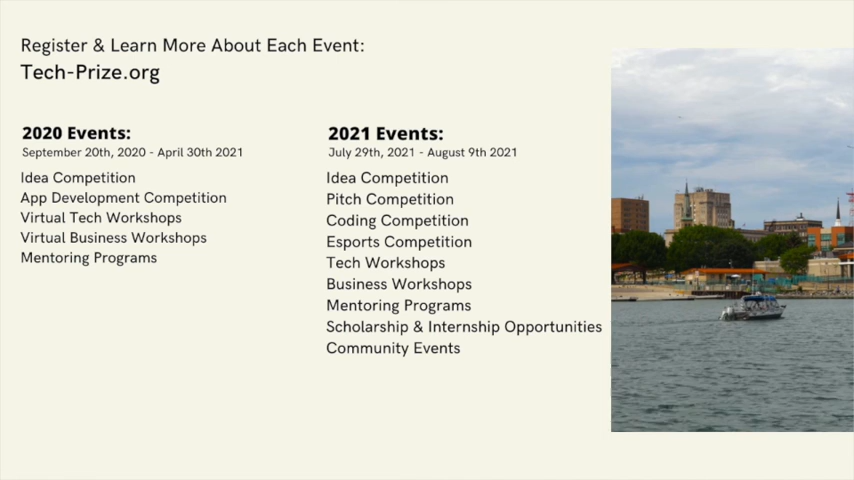 Register & Learn More About Each Event:
Tech-Prize.org
2020 Events:
September 20th, 2020 - April 30th 2021
Idea Competition
App Development Competition
Virtual Tech Workshops
Virtual Business Workshops
Mentoring Programs
2021 Events:
July 29th, 2021 - August 9th 2021
Idea Competition
Pitch Competition
Coding Competition
Esports Competition
Tech Workshops
Business Workshops
Mentoring Programs
Scholarship & Internship Opportunities
Community Events